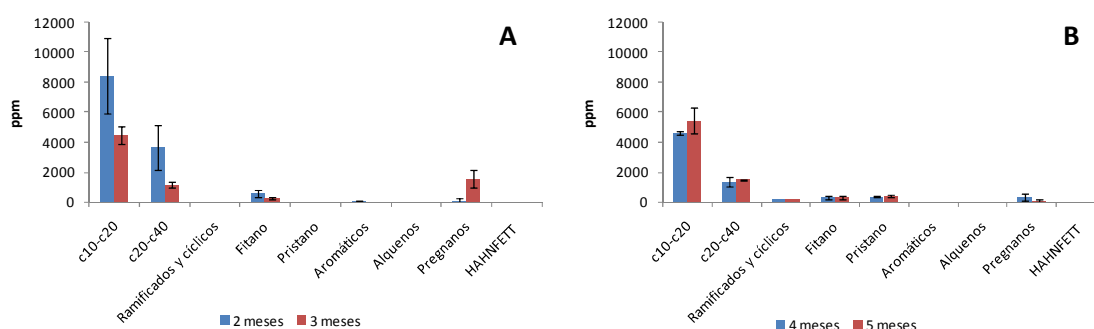 A
12000
10000
8000
6000
4000
2000
0
ppm
c10-c20
c20-c40
Ramificados y cíclicos
Fitano
Pristano
Aromáticos
Alquenos
Pregnanos
HAHNFETT
2 meses
3 meses
B
12000
10000
8000
6000
4000
2000
0
ppm
c10-c20
c20-c40
Ramificados y cíclicos
Fitano
Pristano
Aromáticos
Alquenos
Pregnanos
HAHNFETT
4 meses
5 meses